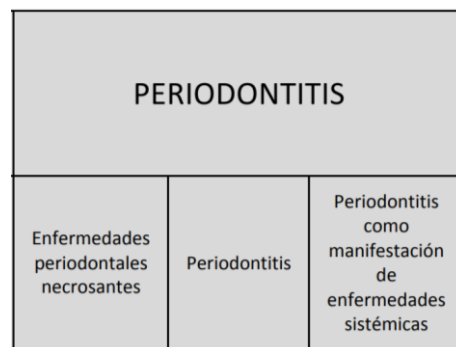 PERIODONTITIS
Enfermedades
periodontales
necrosantes
Periodontitis
Periodontitis
como
manifestación
de
enfermedades
sistémicas